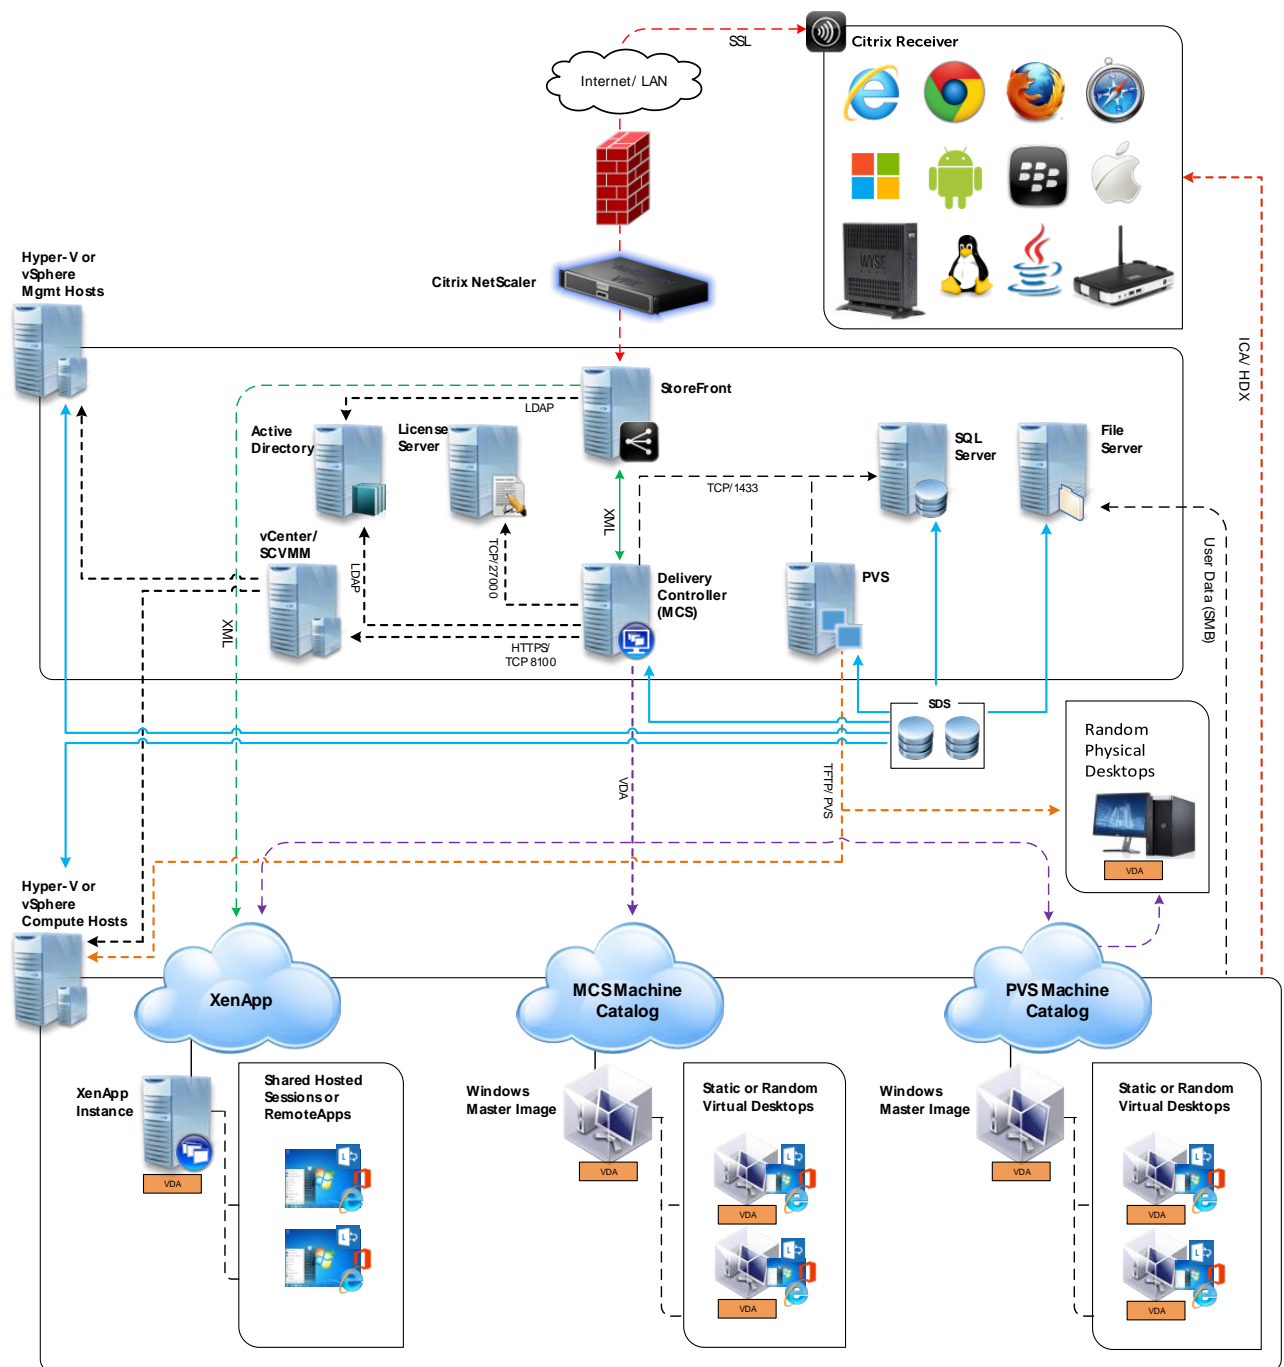 SSL
Citrix Receiver
Internet/ LAN
WYSE
Hyper-V or
vSphere
Mgmt Hosts
Citrix NetScaler
ICA/ HDX
StoreFront
LDAP
Active
Directory
License
Server
SQL
Server
File
Server
TCP/1433
XML
TCP/27000
vCenter/
SCVMM
LDAP
Delivery
Controller
(MCS)
PVS
User Data (SMB)
XML
HTTPS/
TCP 8100
SDS
Random
Physical
Desktops
VDA
TFTP/ PVS
VDA
Hyper-V or
vSphere
Compute Hosts
XenApp
MCS Machine
Catalog
PVS Machine
Catalog
XenApp
Instance
VDA
Shared Hosted
Sessions or
RemoteApps
Windows
Master Image
VDA
Static or Random
Virtual Desktops
VDA
VDA
Windows
Master Image
VDA
Static or Random
Virtual Desktops
VDA
VDA